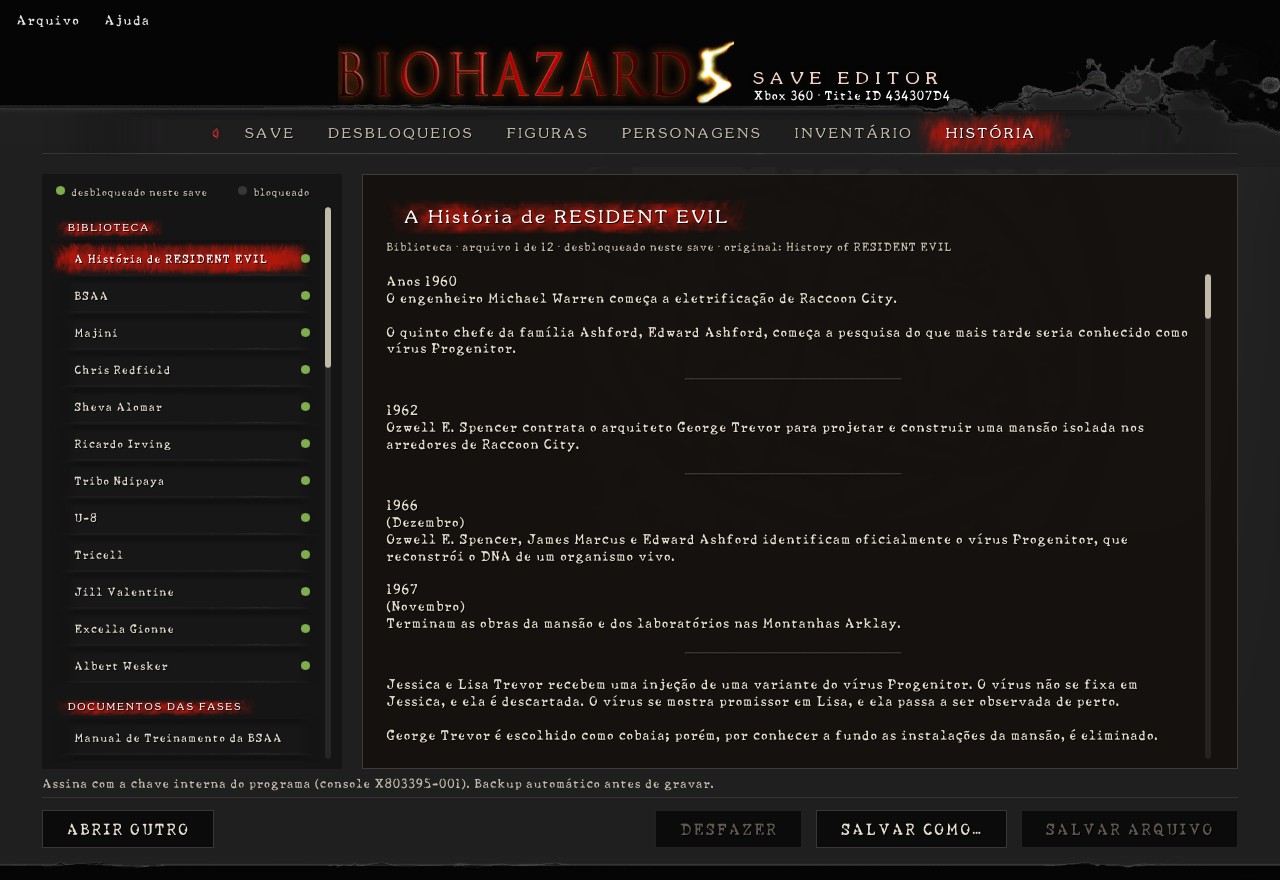 Arquivo Ajuda
BIOHAZARD 5
SAVE EDITOR
Xbox 360 · Title ID 434307D4
SAVE DESBLOQUEIOS FIGURAS PERSONAGENS INVENTÁRIO HISTÓRIA
desbloqueado neste save bloqueado
BIBLIOTECA
A História de RESIDENT EVIL
BSAA
Majini
Chris Redfield
Sheva Alomar
Ricardo Irving
Tribo Ndipaya
U-8
Tricell
Jill Valentine
Excella Gionne
Albert Wesker
DOCUMENTOS DAS FASES
Manual de Treinamento da BSAA
A História de RESIDENT EVIL
Biblioteca · arquivo 1 de 12 · desbloqueado neste save · original: History of RESIDENT EVIL
Anos 1960
O engenheiro Michael Warren começa a eletrificação de Raccoon City.
O quinto chefe da família Ashford, Edward Ashford, começa a pesquisa do que mais tarde seria conhecido como
vírus Progenitor.
1962
Ozwell E. Spencer contrata o arquiteto George Trevor para projetar e construir uma mansão isolada nos
arredores de Raccoon City.
1966
(Dezembro)
Ozwell E. Spencer, James Marcus e Edward Ashford identificam oficialmente o vírus Progenitor, que
reconstrói o DNA de um organismo vivo.
1967
(Novembro)
Terminam as obras da mansão e dos laboratórios nas Montanhas Arklay.
Jessica e Lisa Trevor recebem uma injeção de uma variante do vírus Progenitor. O vírus não se fixa em
Jessica, e ela é descartada. O vírus se mostra promissor em Lisa, e ela passa a ser observada de perto.
George Trevor é escolhido como cobaia; porém, por conhecer a fundo as instalações da mansão, é eliminado.
Assina com a chave interna do programa (console X803395-001). Backup automático antes de gravar.
ABRIR OUTRO DESFAZER SALVAR COMO… SALVAR ARQUIVO